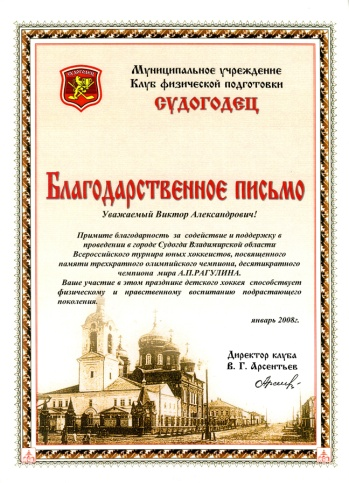 СУДОГОДЕЦ
Муниципальное учреждение
Клуб физической подготовки
СУДОГОДЕЦ
Благодарственное письмо
Уважаемый Виктор Александрович!
Примите благодарность за содействие и поддержку в
проведении в городе Судогда Владимирской области
Всероссийского турнира юных хоккеистов, посвященного
памяти трехкратного олимпийского чемпиона, десятикратного
чемпиона мира А.П.РАГУЛИНА.
Ваше участие в этом празднике детского хоккея способствует
физическому и нравственному воспитанию подрастающего
поколения.
январь 2008г.
Директор клуба
В. Г. Арсентьев